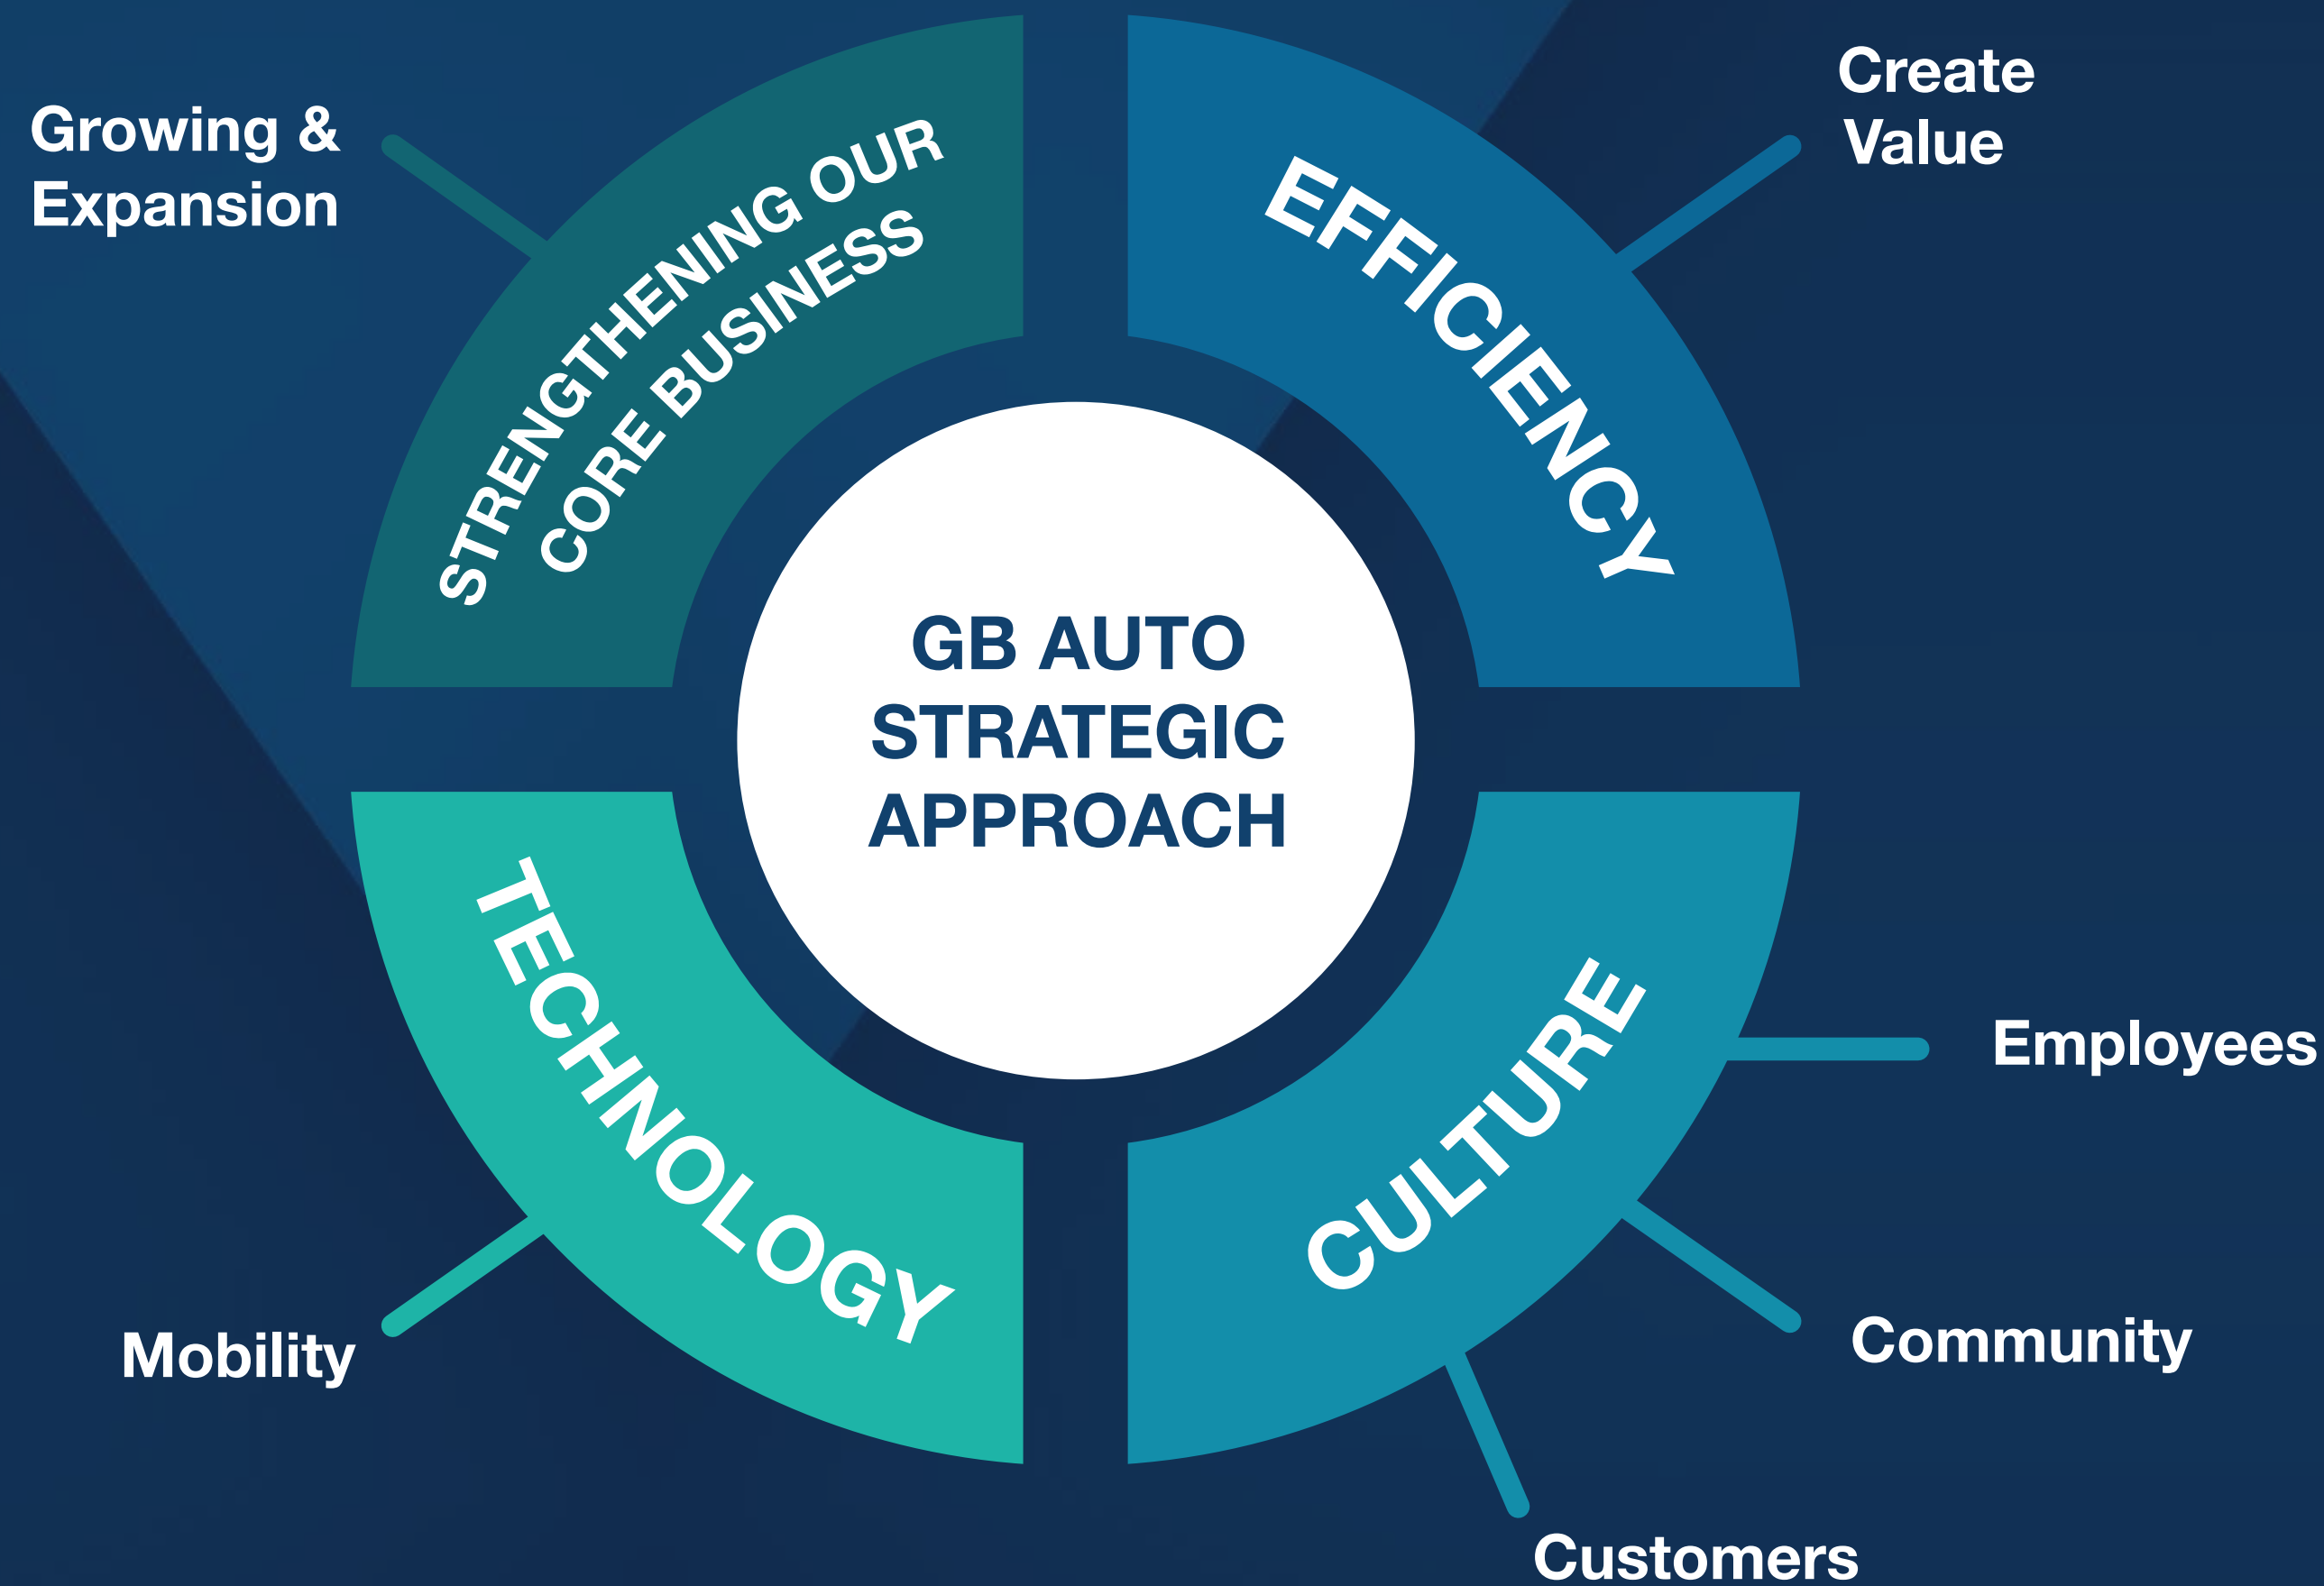 Growing &
Expansion
STRENGTHENING OUR
CORE BUSINESS
EFFICIENCY
Create
Value
GB AUTO
STRATEGIC
APPROACH
TECHNOLOGY
Mobility
CULTURE
Employees
Community
Customers